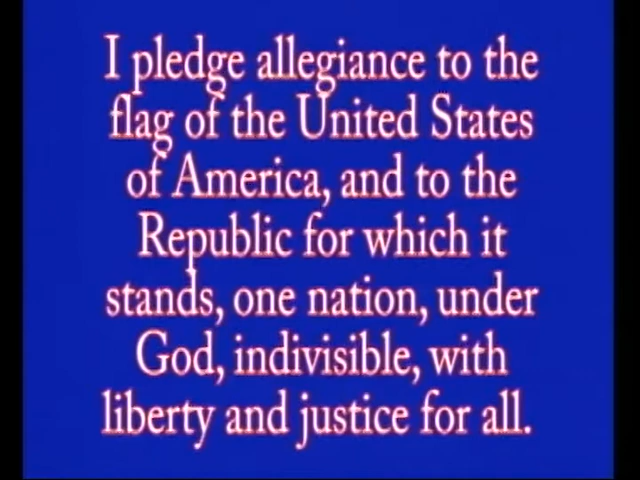 I pledge allegiance to the
flag of the United States
of America, and to the
Republic for which it
stands, one nation, under
God, indivisible, with
liberty and justice for all.